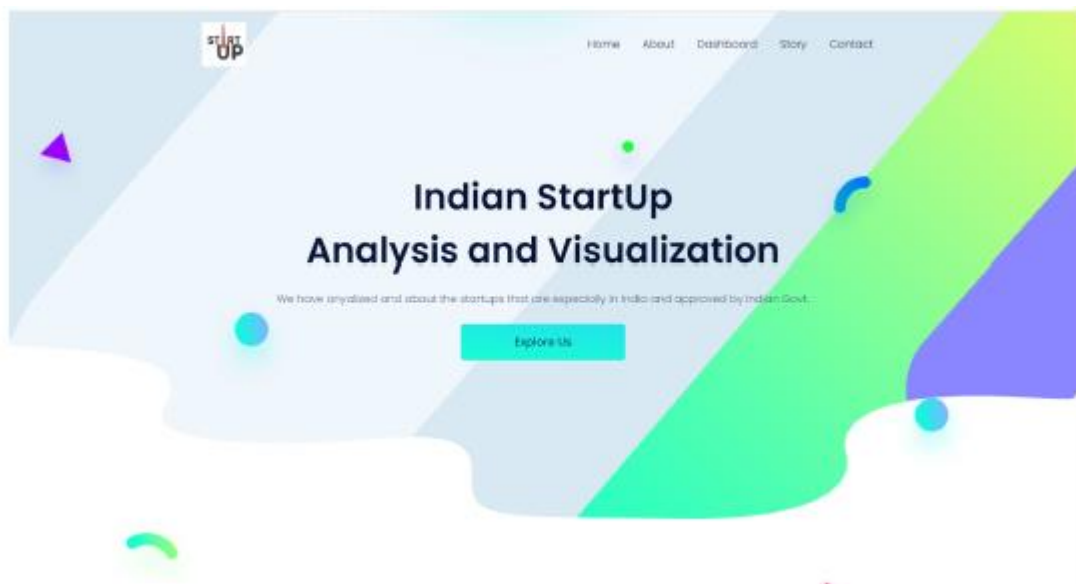 START
UP
Home About Dashboard Story Contact
Indian StartUp
Analysis and Visualization
We have anyalised and about the startups that are especially in India and approved by Indian Govt.
Explore Us